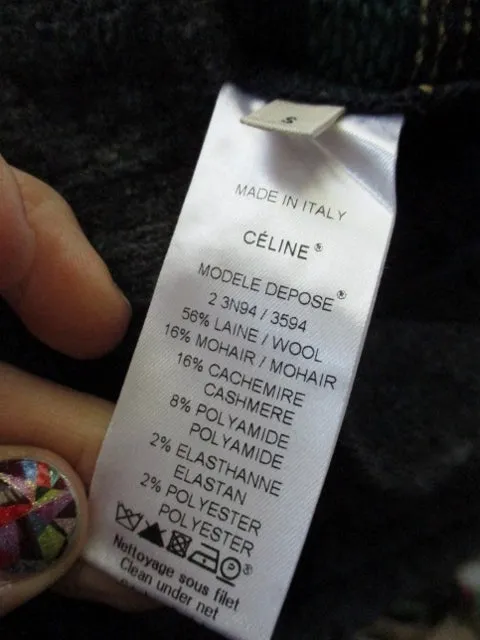 S
MADE IN ITALY
CÉLINE®
MODELE DEPOSE®
2 3N94 / 3594
56% LAINE / WOOL
16% MOHAIR / MOHAIR
16% CACHEMIRE
CASHMERE
8% POLYAMIDE
POLYAMIDE
2% ELASTHANNE
ELASTAN
2% POLYESTER
POLYESTER
Nettoyage sous filet
Clean under net